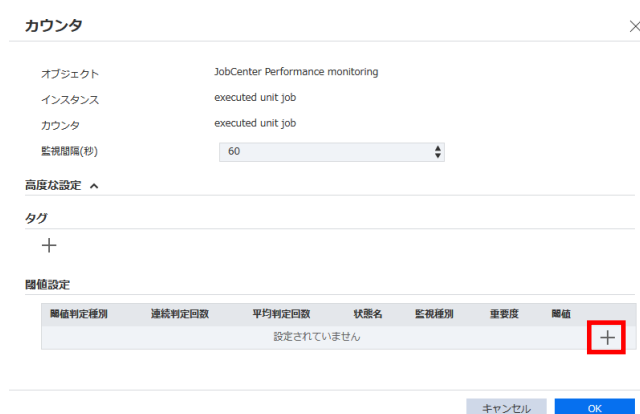 カウンタ
オブジェクト JobCenter Performance monitoring
インスタンス executed unit job
カウンタ executed unit job
監視間隔(秒) 60
高度な設定
タグ
閾値設定
閾値判定種別 連続判定回数 平均判定回数 状態名 監視種別 重要度 閾値
設定されていません
キャンセル OK